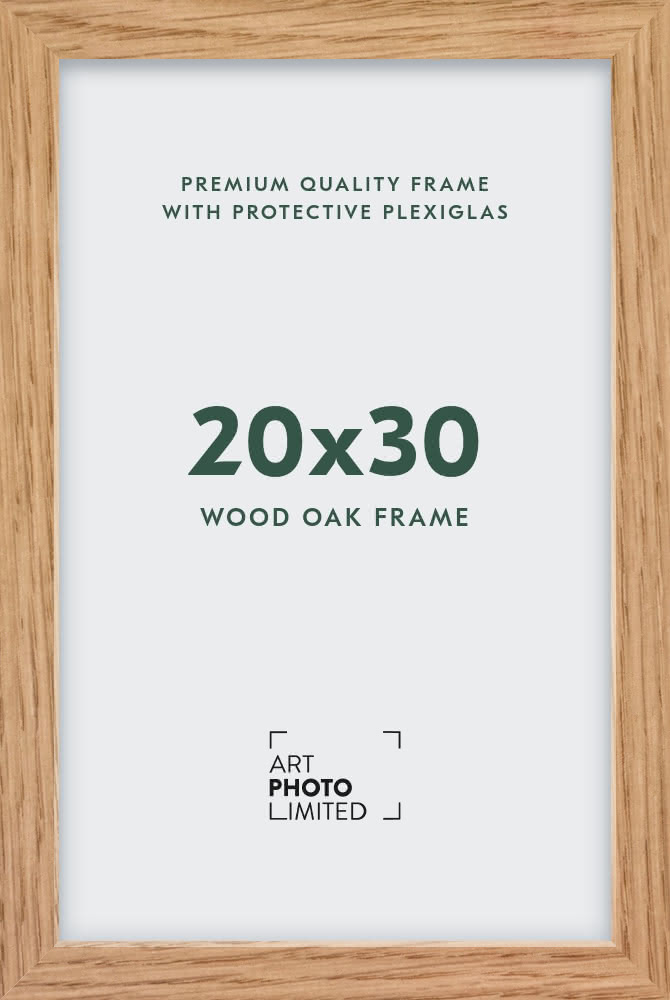 PREMIUM QUALITY FRAME
WITH PROTECTIVE PLEXIGLAS
20x30
WOOD OAK FRAME
ART
PHOTO
LIMITED